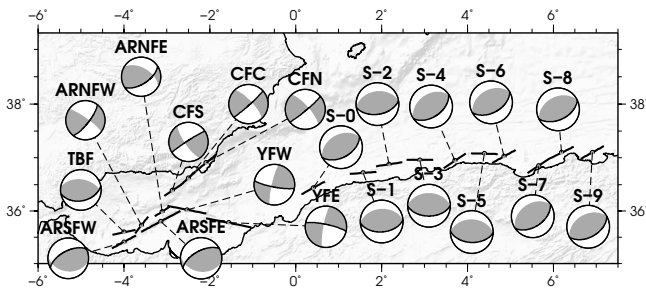 −6° −4° −2° 0° 2° 4° 6°
ARNFE
ARNFW
CFC
CFN
S-2
S-4
S-6
S-8
38°
38°
CFS
S-0
TBF
YFW
S-3
36°
36°
ARSFW
ARSFE
YFE
S-1
S-5
S-7
S-9
−6° −4° −2° 0° 2° 4° 6°